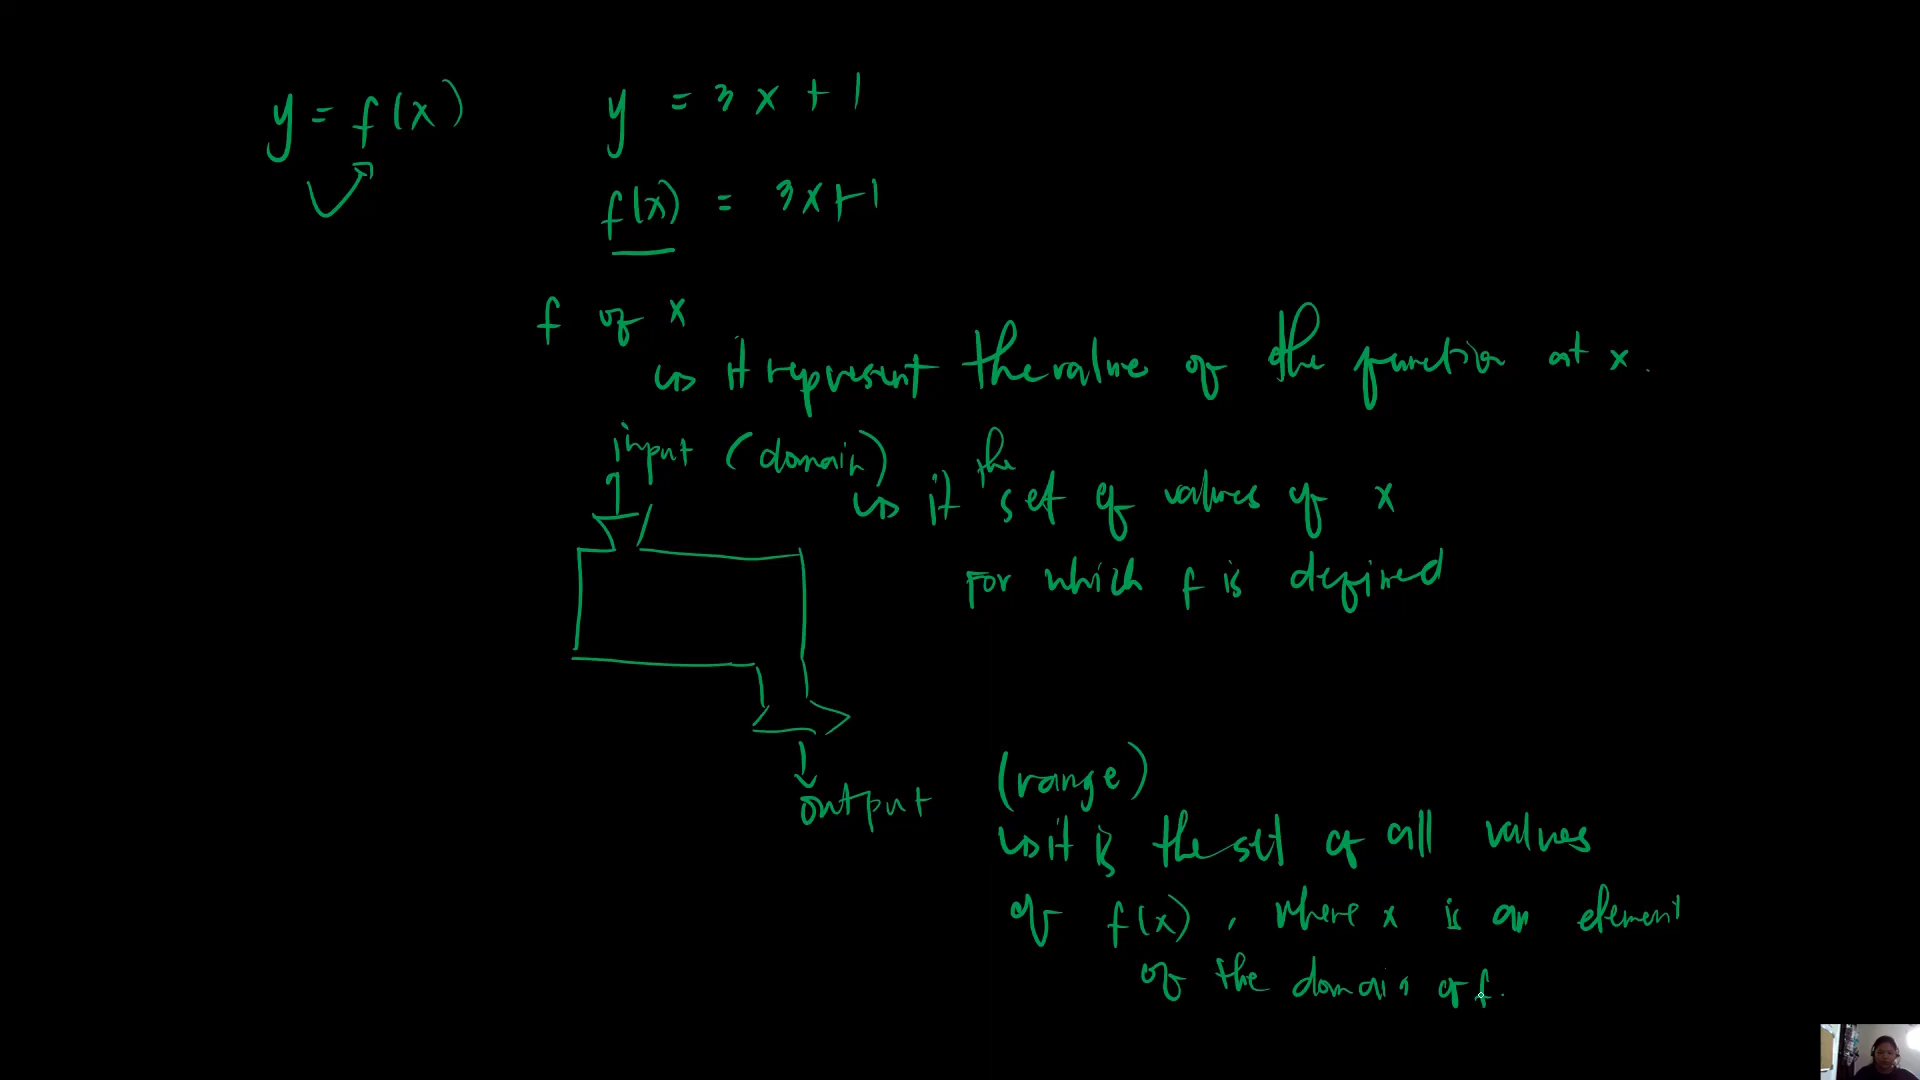 y = f(x)
y = 3x + 1
f(x) = 3x+1
f of x
↳ it represent the value of the function at x.
input (domain)
↳ it the set of values of x
for which f is defined
output
(range)
↳ it is the set of all values
of f(x), where x is an element
of the domain of f.